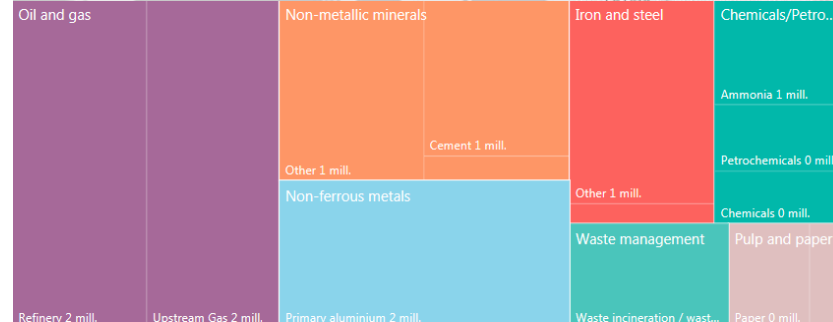 Oil and gas
Refinery 2 mill.
Upstream Gas 2 mill.
Non-metallic minerals
Other 1 mill.
Cement 1 mill.
Non-ferrous metals
Primary aluminium 2 mill.
Iron and steel
Other 1 mill.
Chemicals/Petro...
Ammonia 1 mill.
Petrochemicals 0 mill
Chemicals 0 mill.
Waste management
Waste incineration / wast...
Pulp and paper
Paper 0 mill.